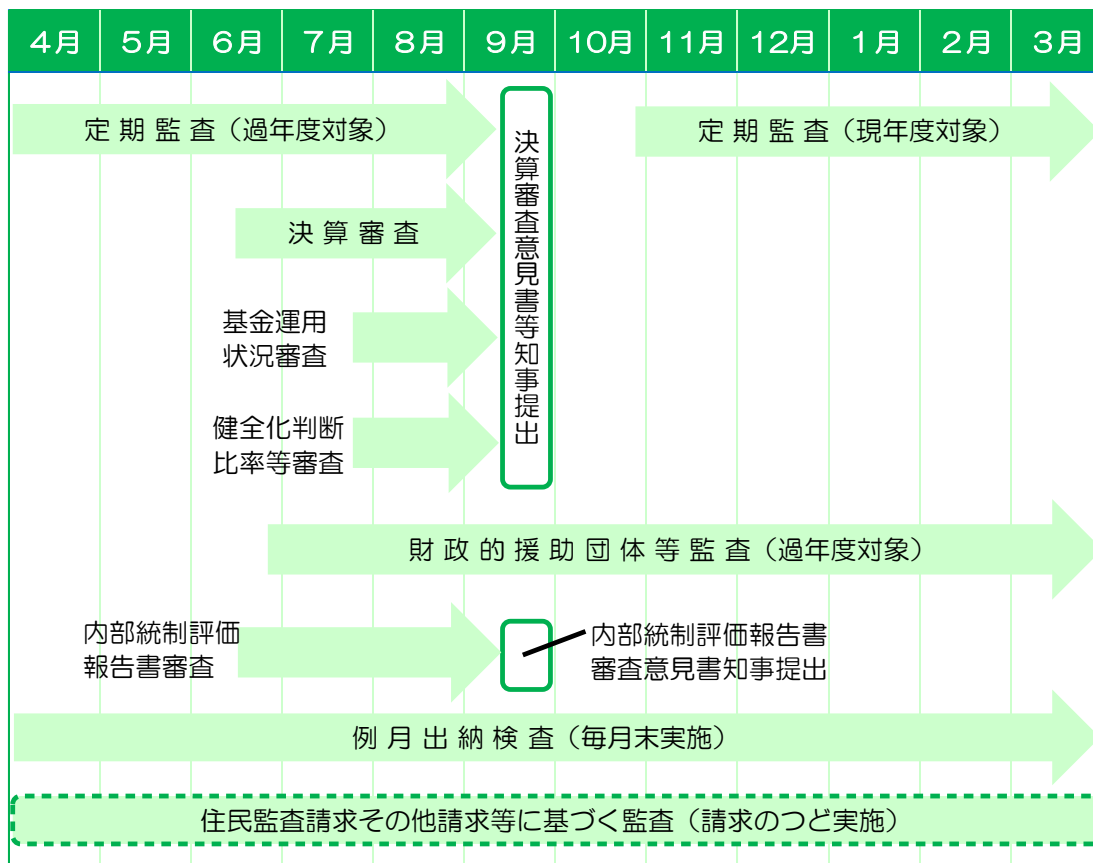 4月 5月 6月 7月 8月 9月 10月 11月 12月 1月 2月 3月
定期監査（過年度対象）
定期監査（現年度対象）
決算審査意見書等知事提出
決算審査
基金運用
状況審査
健全化判断
比率等審査
財政的援助団体等監査（過年度対象）
内部統制評価
報告書審査
内部統制評価報告書
審査意見書知事提出
例月出納検査（毎月末実施）
住民監査請求その他請求等に基づく監査（請求のつど実施）